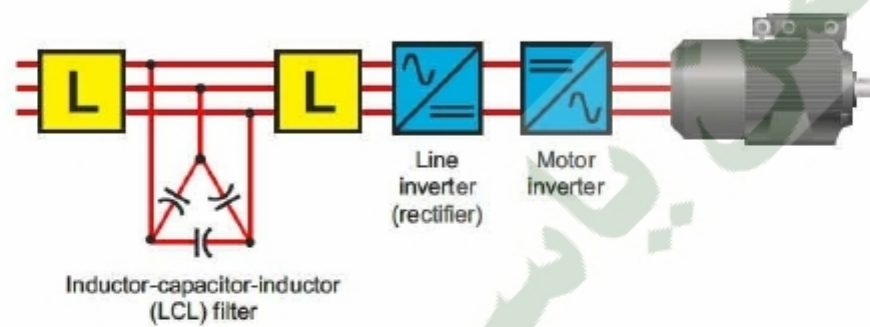 L
L
Line
inverter
(rectifier)
Motor
inverter
Inductor-capacitor-inductor
(LCL) filter